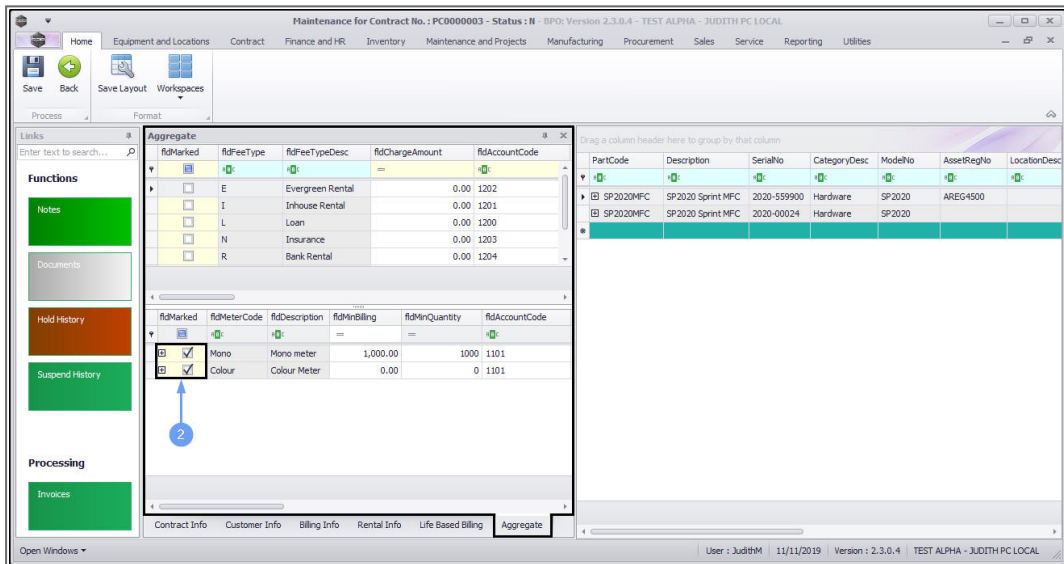 Maintenance for Contract No. : PC0000003 - Status : N - BPO: Version 2.3.0.4 - TEST ALPHA - JUDITH PC LOCAL
Home Equipment and Locations Contract Finance and HR Inventory Maintenance and Projects Manufacturing Procurement Sales Service Reporting Utilities
Save Back Save Layout Workspaces
Process Format
Links
Enter text to search...
Functions
Notes
Documents
Hold History
Suspend History
Processing
Invoices
Aggregate
fldMarked fldFeeType fldFeeTypeDesc fldChargeAmount fldAccountCode
E Evergreen Rental 0.00 1202
I Inhouse Rental 0.00 1201
L Loan 0.00 1200
N Insurance 0.00 1203
R Bank Rental 0.00 1204
fldMarked fldMeterCode fldDescription fldMinBilling fldMinQuantity fldAccountCode
Mono Mono meter 1,000.00 1000 1101
Colour Colour Meter 0.00 0 1101
2
Contract Info Customer Info Billing Info Rental Info Life Based Billing Aggregate
Drag a column header here to group by that column
PartCode Description SerialNo CategoryDesc ModelNo AssetRegNo LocationDesc
SP2020MFC SP2020 Sprint MFC 2020-559900 Hardware SP2020 AREG4500
SP2020MFC SP2020 Sprint MFC 2020-00024 Hardware SP2020
Open Windows User : JudithM 11/11/2019 Version : 2.3.0.4 TEST ALPHA - JUDITH PC LOCAL